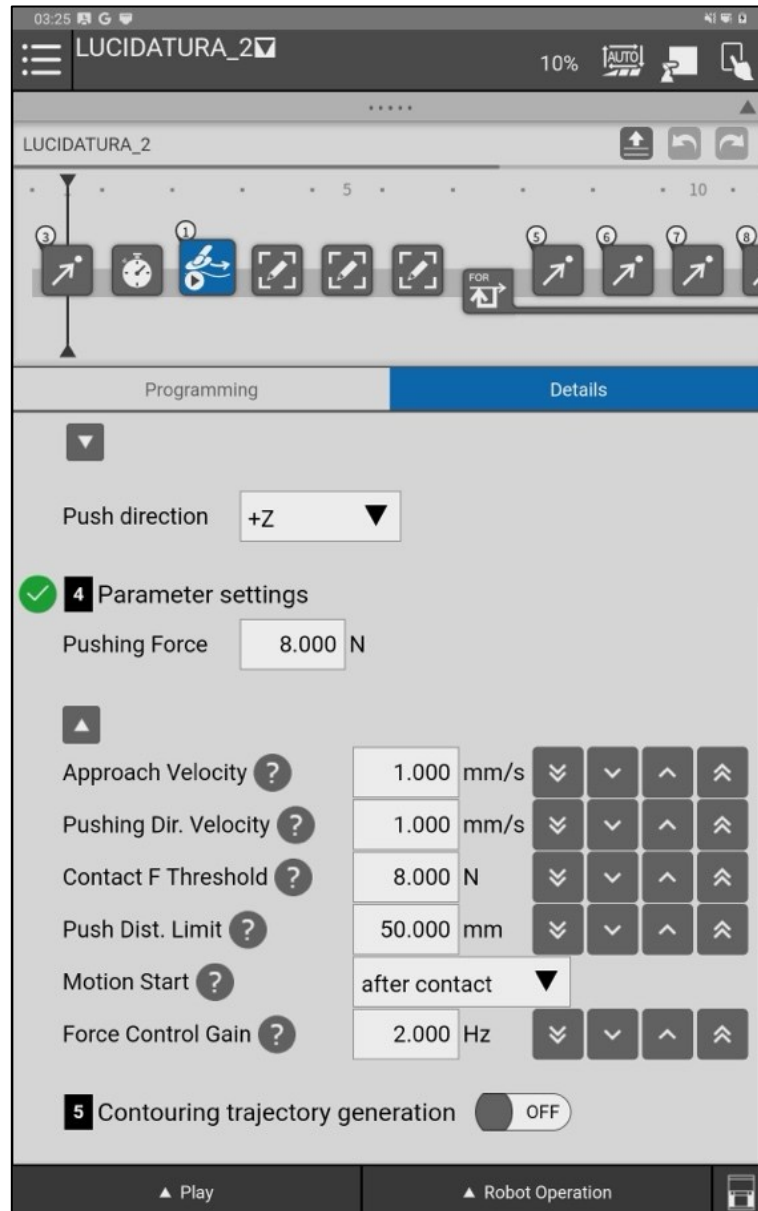 03:25 G
LUCIDATURA_2
10% AUTO
LUCIDATURA_2
5 10
3 1 5 6 7 8
FOR
Programming Details
Push direction +Z
4 Parameter settings
Pushing Force 8.000 N
Approach Velocity ? 1.000 mm/s
Pushing Dir. Velocity ? 1.000 mm/s
Contact F Threshold ? 8.000 N
Push Dist. Limit ? 50.000 mm
Motion Start ? after contact
Force Control Gain ? 2.000 Hz
5 Contouring trajectory generation OFF
▲ Play ▲ Robot Operation